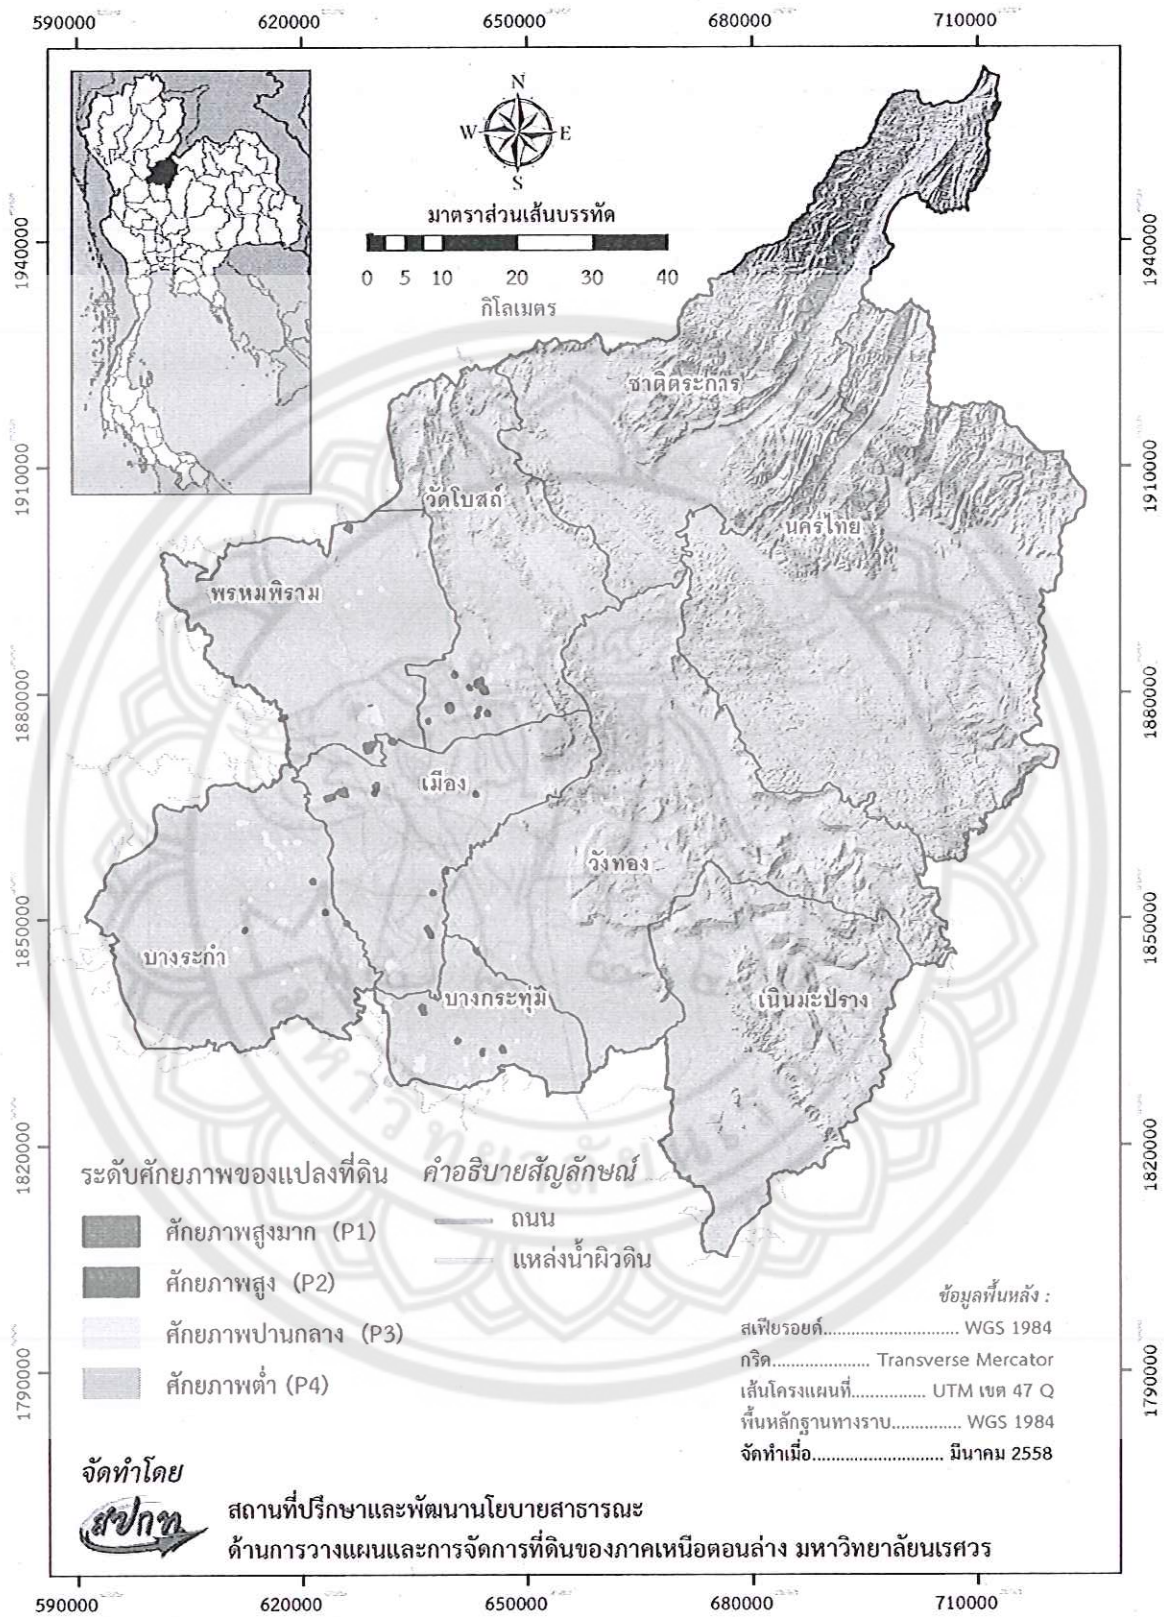 590000 620000 650000 680000 710000
N
W E
S
มาตราส่วนเส้นบรรทัด
0 5 10 20 30 40
กิโลเมตร
1940000 1940000
ชาติตระการ
1910000 1910000
วัดโบสถ์
นครไทย
พรหมพิราม
1880000 1880000
เมือง
วังทอง
1850000 1850000
บางระกำ
บางกระทุ่ม
เนินมะปราง
1820000 1820000
ระดับศักยภาพของแปลงที่ดิน
ศักยภาพสูงมาก (P1)
ศักยภาพสูง (P2)
ศักยภาพปานกลาง (P3)
ศักยภาพต่ำ (P4)
คำอธิบายสัญลักษณ์
ถนน
แหล่งน้ำผิวดิน
1790000 1790000
ข้อมูลพื้นหลัง :
สเฟียรอยด์............................ WGS 1984
กริด.................... Transverse Mercator
เส้นโครงแผนที่............... UTM เขต 47 Q
พื้นหลักฐานทางราบ.............. WGS 1984
จัดทำเมื่อ........................... มีนาคม 2558
จัดทำโดย
สปกท
สถานที่ปรึกษาและพัฒนานโยบายสาธารณะ
ด้านการวางแผนและการจัดการที่ดินของภาคเหนือตอนล่าง มหาวิทยาลัยนเรศวร
590000 620000 650000 680000 710000